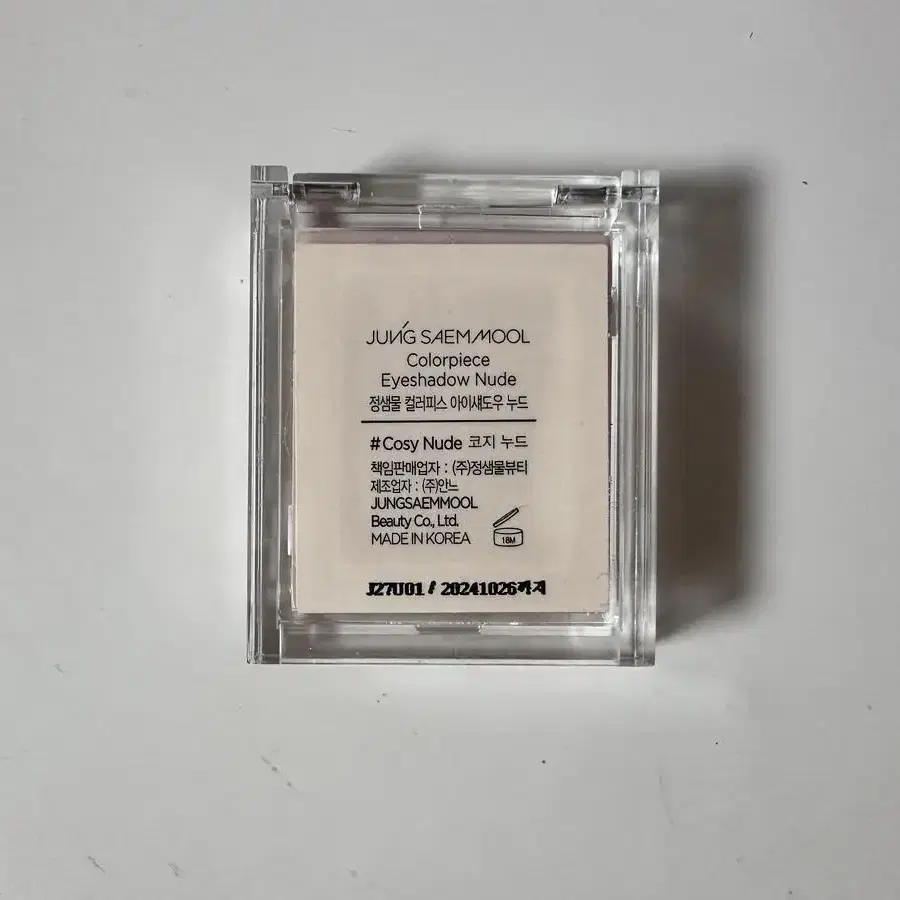 JUNG SAEM MOOL
Colorpiece
Eyeshadow Nude
정샘물 컬러피스 아이섀도우 누드
# Cosy Nude 코지 누드
책임판매업자 : (주)정샘물뷰티
제조업자 : (주)안느
JUNGSAEMMOOL
Beauty Co., Ltd.
MADE IN KOREA
18M
J27U01 / 20241026까지